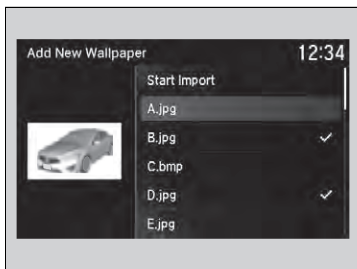 Add New Wallpaper 12:34
Start Import
A.jpg
B.jpg
C.bmp
D.jpg
E.jpg